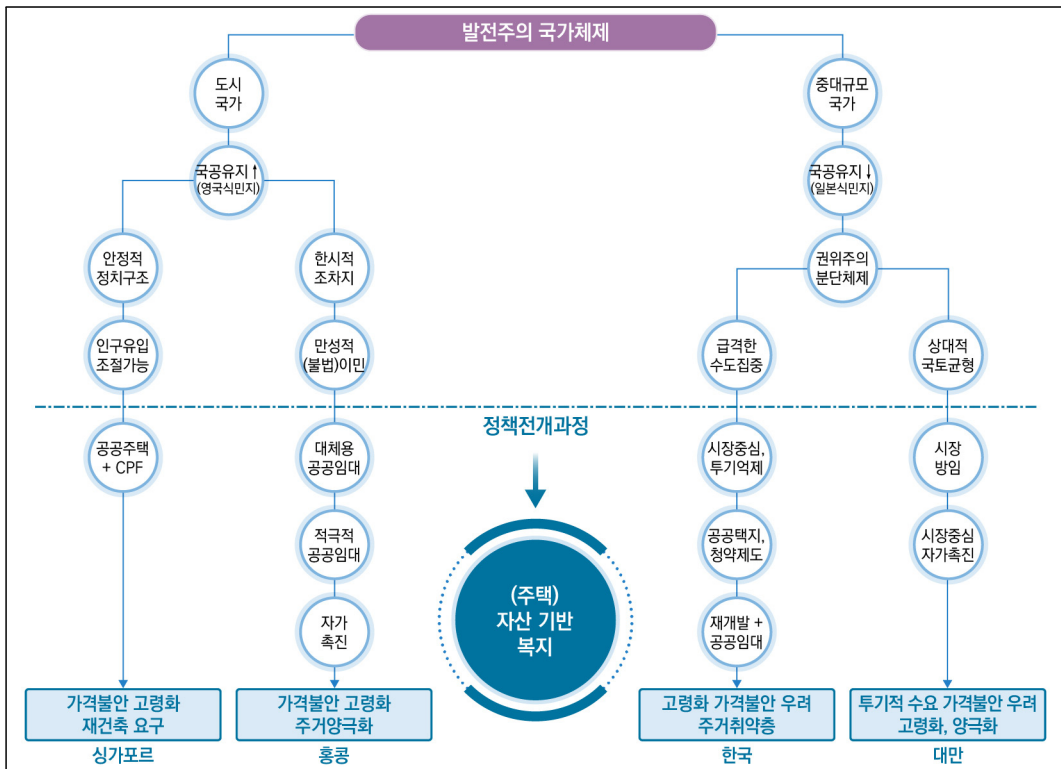 발전주의 국가체제
도시
국가
중대규모
국가
국공유지↑
(영국식민지)
국공유지↓
(일본식민지)
안정적
정치구조
한시적
조차지
권위주의
분단체제
인구유입
조절가능
만성적
(불법)이민
급격한
수도집중
상대적
국토균형
정책전개과정
공공주택
+ CPF
대체용
공공임대
시장중심,
투기억제
시장
방임
적극적
공공임대
공공택지,
청약제도
시장중심
자가촉진
(주택)
자산 기반
복지
자가
촉진
재개발 +
공공임대
가격불안 고령화
재건축 요구
가격불안 고령화
주거양극화
고령화 가격불안 우려
주거취약층
투기적 수요 가격불안 우려
고령화, 양극화
싱가포르
홍콩
한국
대만